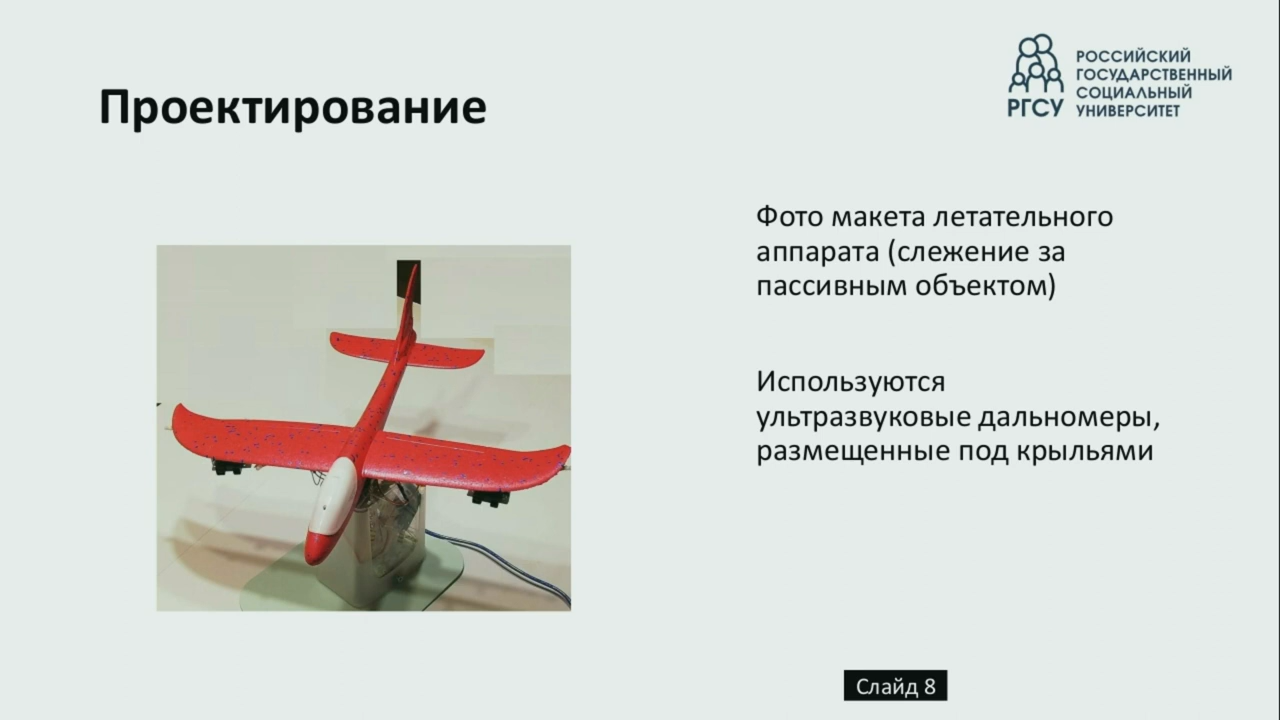 Проектирование
РГСУ
РОССИЙСКИЙ
ГОСУДАРСТВЕННЫЙ
СОЦИАЛЬНЫЙ
УНИВЕРСИТЕТ
Фото макета летательного
аппарата (слежение за
пассивным объектом)
Используются
ультразвуковые дальномеры,
размещенные под крыльями
Слайд 8